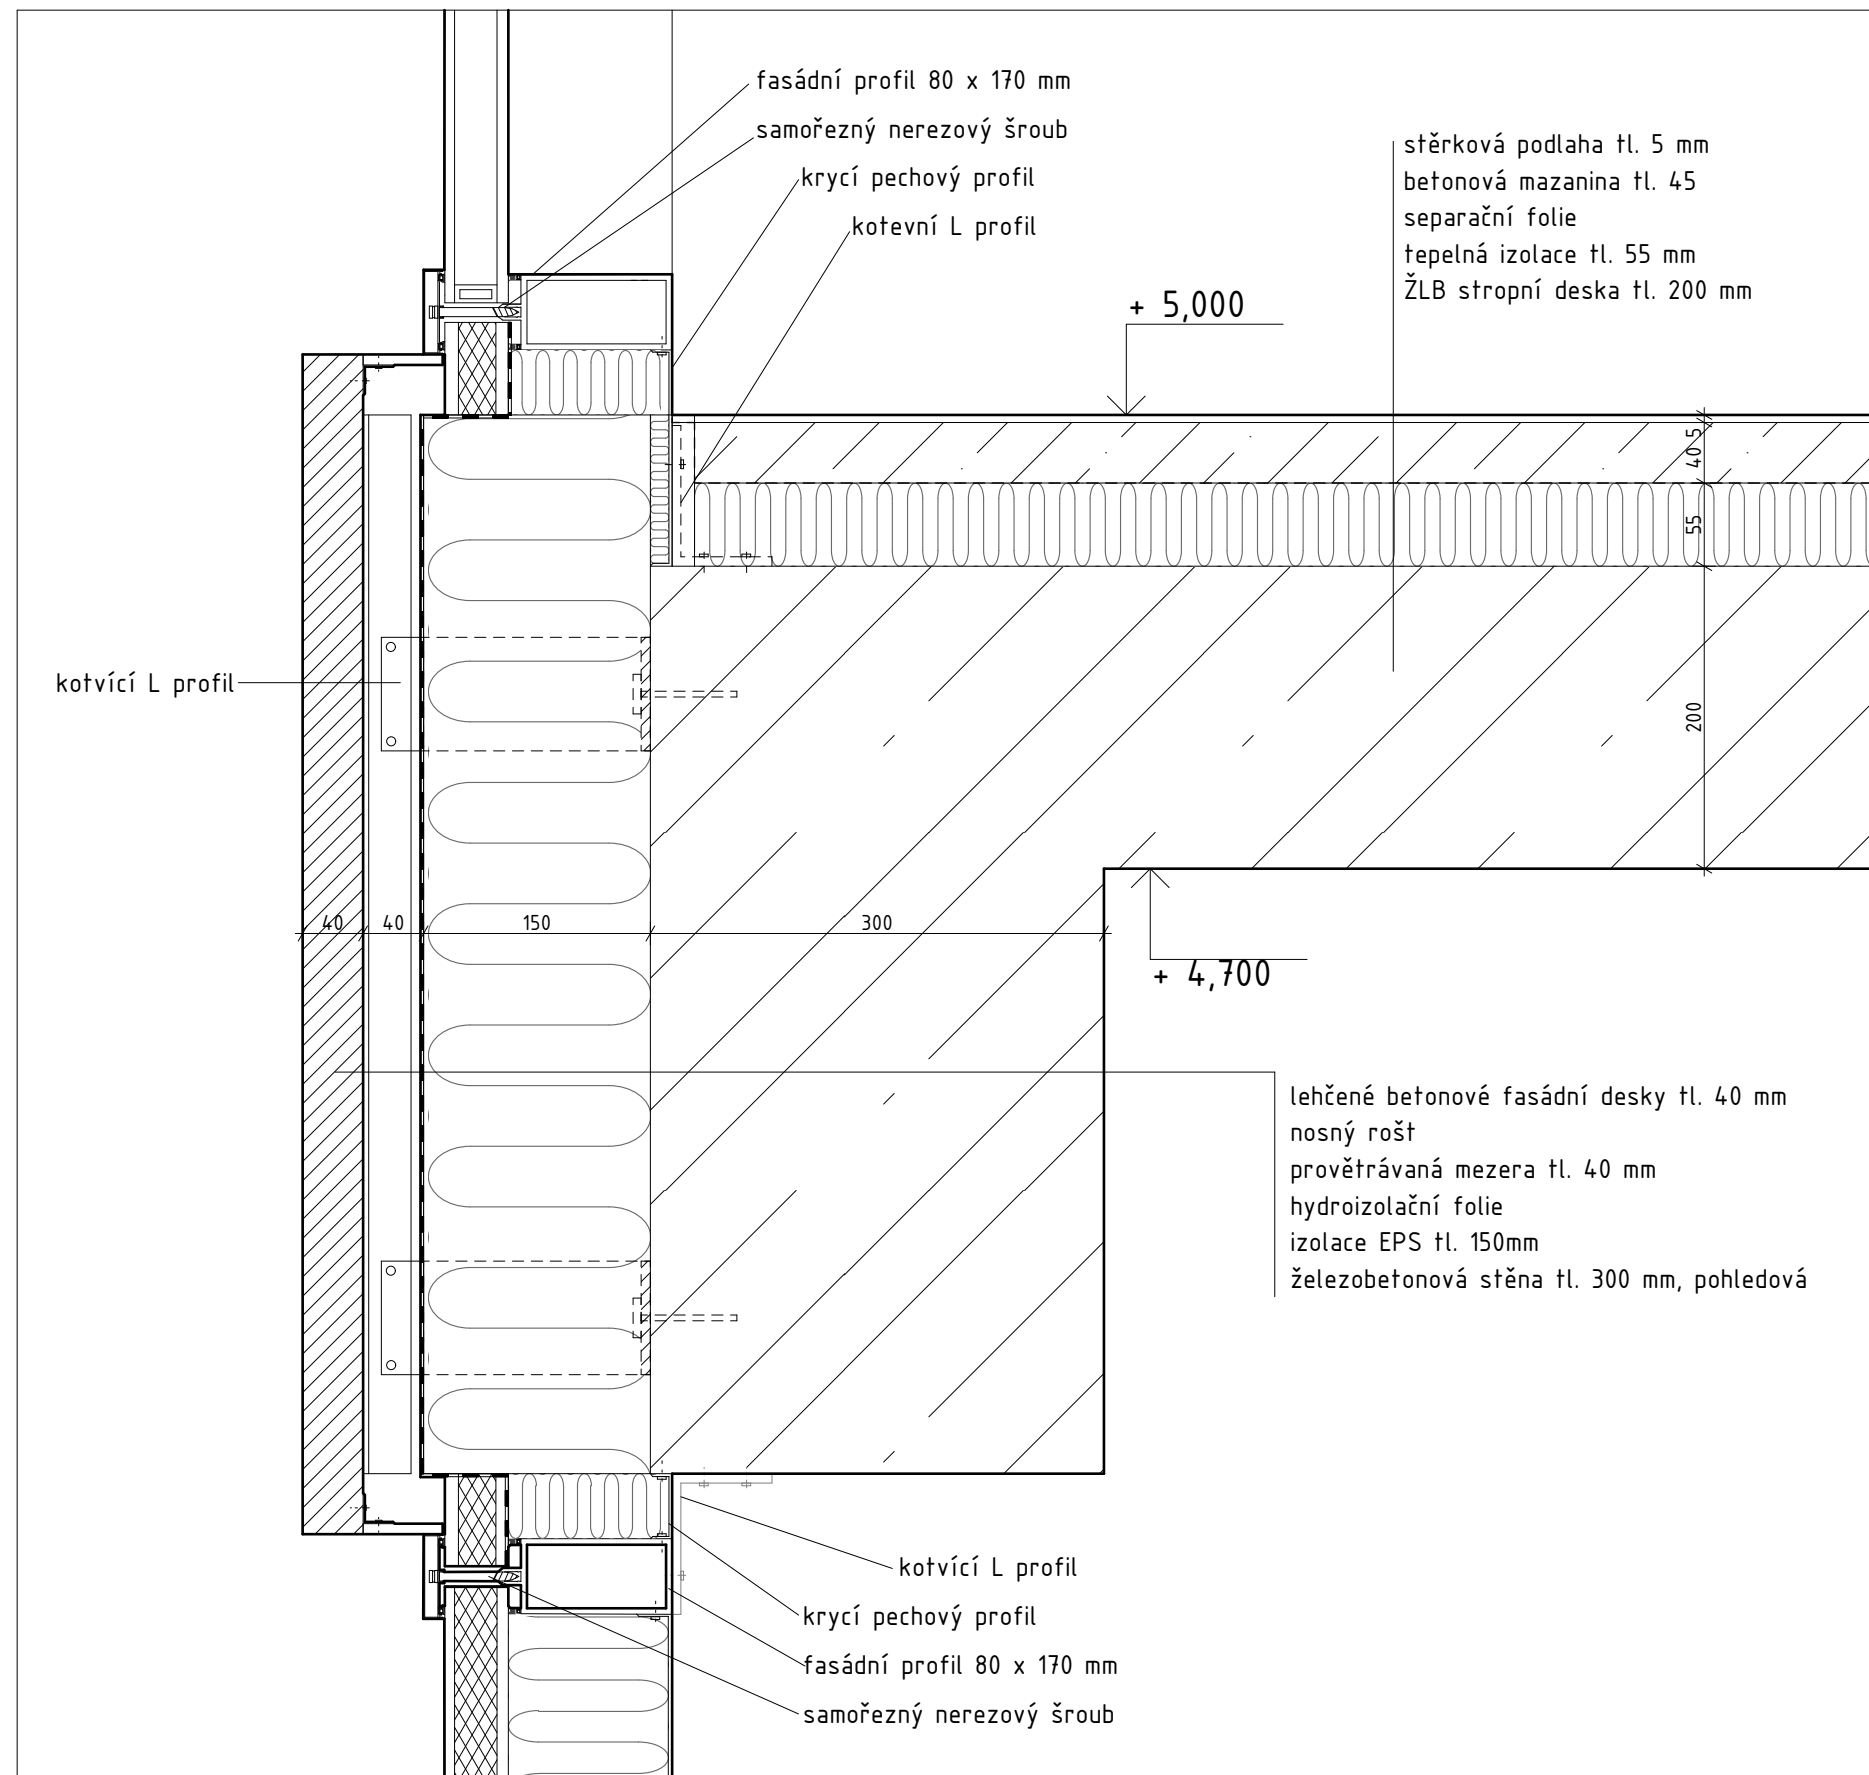 fasádní profil 80 x 170 mm
samořezný nerezový šroub
krycí pechový profil
kotevní L profil
stěrková podlaha tl. 5 mm
betonová mazanina tl. 45
separační folie
tepelná izolace tl. 55 mm
ŽLB stropní deska tl. 200 mm
+ 5,000
5
40
55
200
kotvící L profil
40
40
150
300
+ 4,700
lehčené betonové fasádní desky tl. 40 mm
nosný rošt
provětrávaná mezera tl. 40 mm
hydroizolační folie
izolace EPS tl. 150mm
železobetonová stěna tl. 300 mm, pohledová
kotvící L profil
krycí pechový profil
fasádní profil 80 x 170 mm
samořezný nerezový šroub